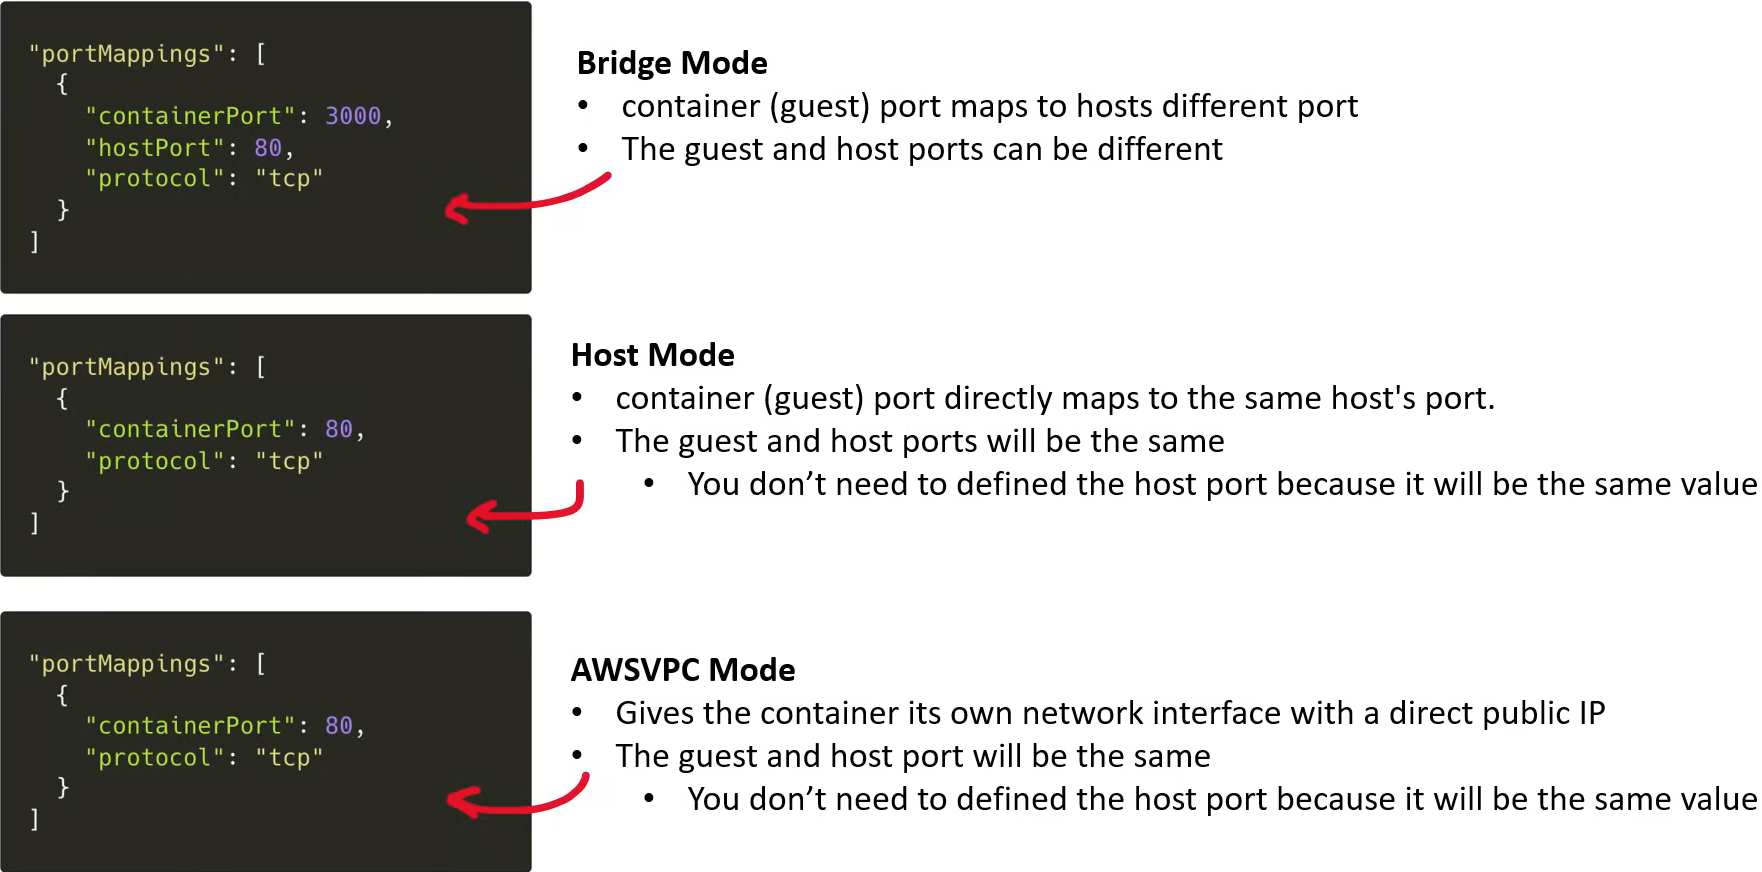 "portMappings": [
{
"containerPort": 3000,
"hostPort": 80,
"protocol": "tcp"
}
]
Bridge Mode
• container (guest) port maps to hosts different port
• The guest and host ports can be different
"portMappings": [
{
"containerPort": 80,
"protocol": "tcp"
}
]
Host Mode
• container (guest) port directly maps to the same host's port.
• The guest and host ports will be the same
• You don’t need to defined the host port because it will be the same value
"portMappings": [
{
"containerPort": 80,
"protocol": "tcp"
}
]
AWSVPC Mode
• Gives the container its own network interface with a direct public IP
• The guest and host port will be the same
• You don’t need to defined the host port because it will be the same value